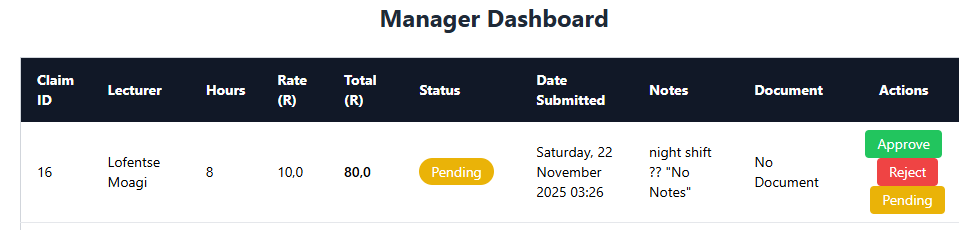 Manager Dashboard
Claim ID Lecturer Hours Rate (R) Total (R) Status Date Submitted Notes Document Actions
16 Lofentse Moagi 8 10,0 80,0 Pending Saturday, 22 November 2025 03:26 night shift ?? "No Notes" No Document Approve
Reject
Pending